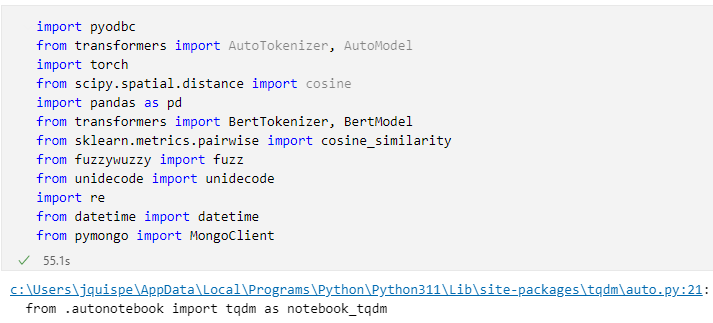 import pyodbc
from transformers import AutoTokenizer, AutoModel
import torch
from scipy.spatial.distance import cosine
import pandas as pd
from transformers import BertTokenizer, BertModel
from sklearn.metrics.pairwise import cosine_similarity
from fuzzywuzzy import fuzz
from unidecode import unidecode
import re
from datetime import datetime
from pymongo import MongoClient
✓ 55.1s
c:\Users\jquispe\AppData\Local\Programs\Python\Python311\Lib\site-packages\tqdm\auto.py:21:
from .autonotebook import tqdm as notebook_tqdm